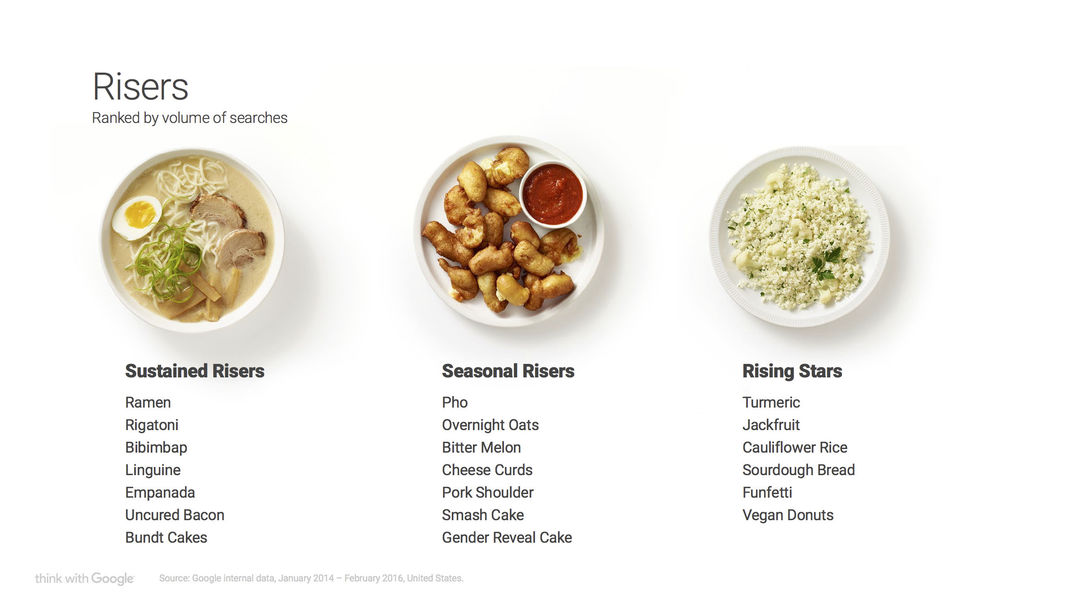 Risers
Ranked by volume of searches
Sustained Risers
Ramen
Rigatoni
Bibimbap
Linguine
Empanada
Uncured Bacon
Bundt Cakes
Seasonal Risers
Pho
Overnight Oats
Bitter Melon
Cheese Curds
Pork Shoulder
Smash Cake
Gender Reveal Cake
Rising Stars
Turmeric
Jackfruit
Cauliflower Rice
Sourdough Bread
Funfetti
Vegan Donuts
think with Google
Source: Google internal data, January 2014 – February 2016, United States.